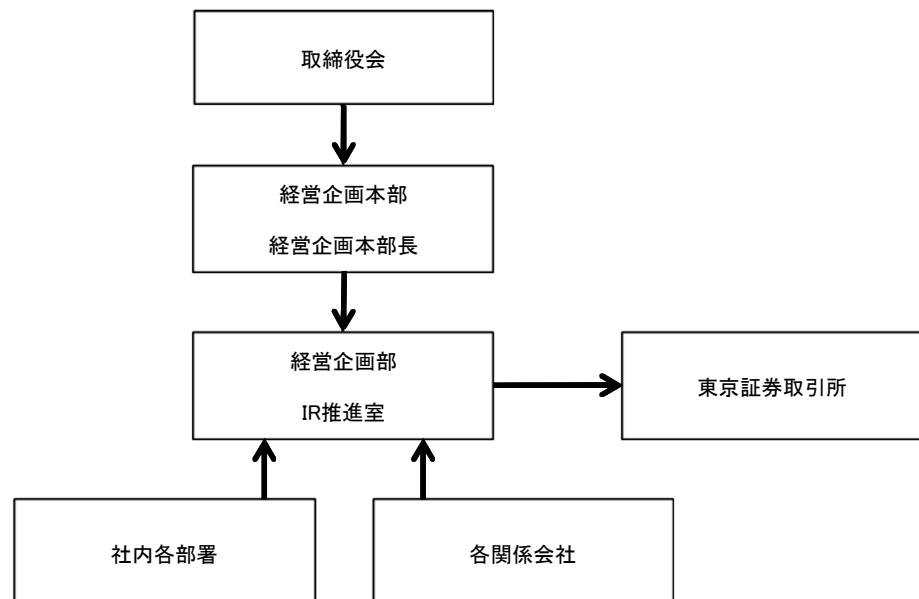 取締役会
経営企画本部
経営企画本部長
経営企画部
IR推進室
東京証券取引所
社内各部署
各関係会社